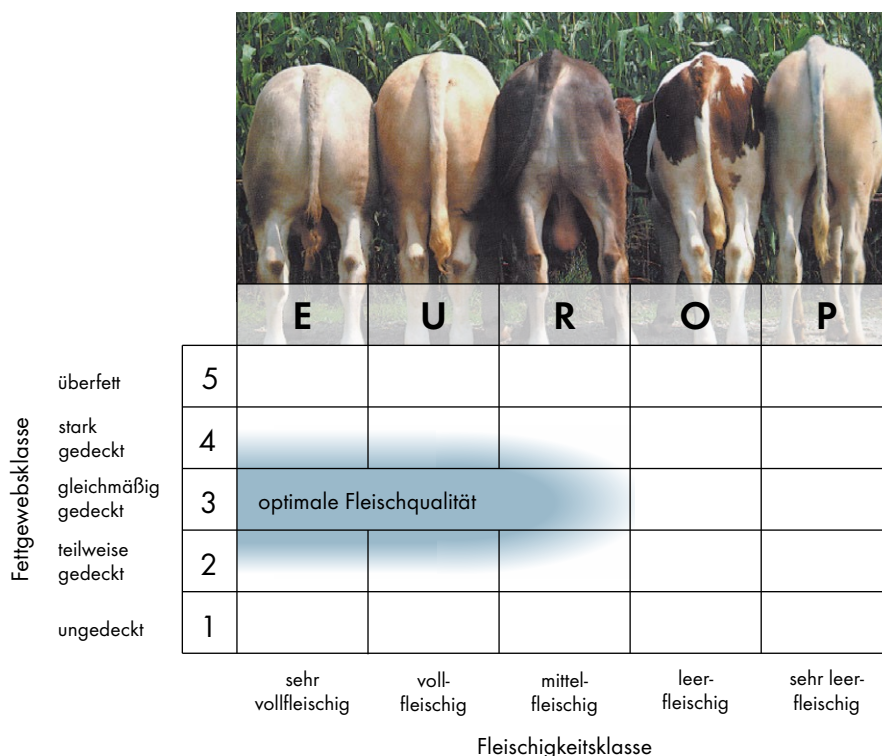 E U R O P
überfett 5
stark
gedeckt 4
gleichmäßig
gedeckt 3 optimale Fleischqualität
teilweise
gedeckt 2
ungedeckt 1
Fettgewebsklasse
sehr
vollfleischig
voll-
fleischig
mittel-
fleischig
leer-
fleischig
sehr leer-
fleischig
Fleischigkeitsklasse